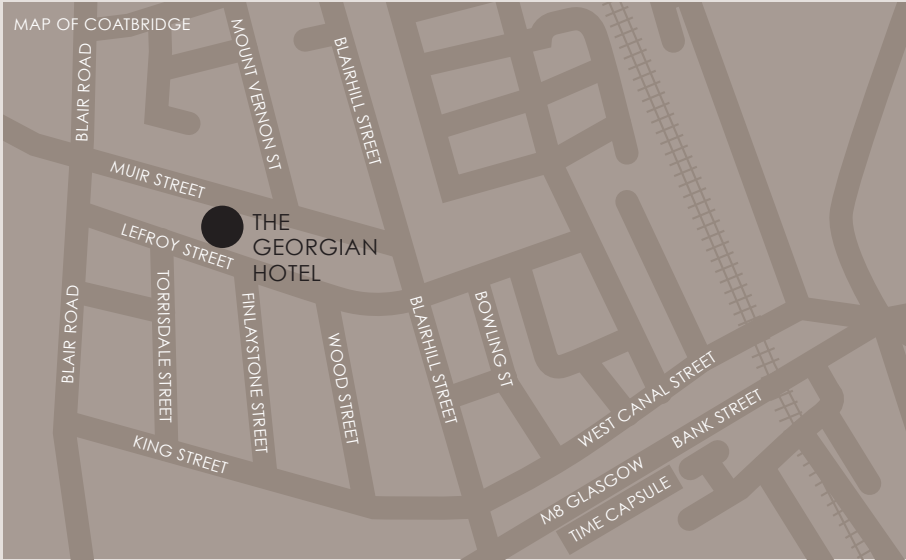 MAP OF COATBRIDGE
BLAIR ROAD
MOUNT VERNON ST
BLAIRHILL STREET
MUIR STREET
LEFROY STREET
THE
GEORGIAN
HOTEL
BLAIR ROAD
TORRISDALE STREET
FINLAYSTONE STREET
WOOD STREET
BLAIRHILL STREET
BOWLING ST
KING STREET
WEST CANAL STREET
BANK STREET
M8 GLASGOW
TIME CAPSULE